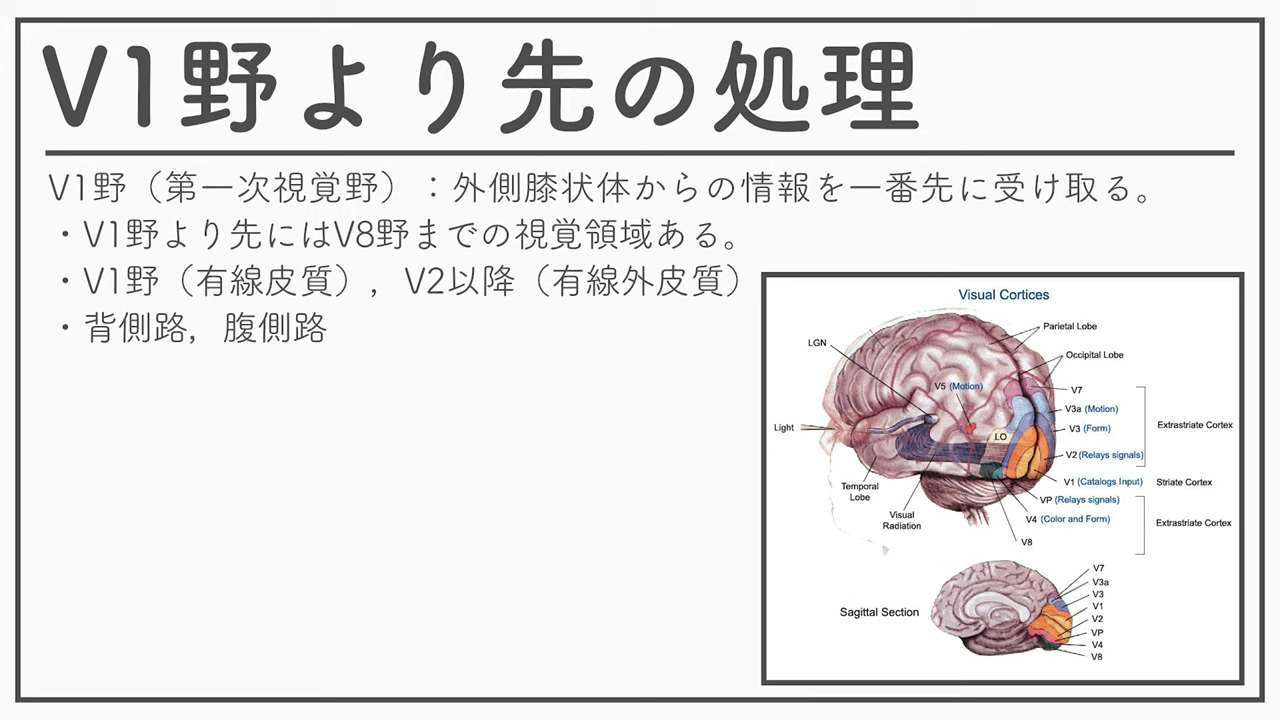 V1野より先の処理
V1野（第一次視覚野）：外側膝状体からの情報を一番先に受け取る。
・V1野より先にはV8野までの視覚領域ある。
・V1野（有線皮質），V2以降（有線外皮質）
・背側路，腹側路
Visual Cortices
Parietal Lobe
LGN
Occipital Lobe
V5 (Motion)
V7
V3a (Motion)
Light
V3 (Form)
Extrastriate Cortex
LO
V2 (Relays signals)
V1 (Catalogs Input)
Striate Cortex
Temporal
Lobe
VP (Relays signals)
Visual
Radiation
V4 (Color and Form)
Extrastriate Cortex
V8
Sagittal Section
V7
V3a
V3
V1
V2
VP
V4
V8